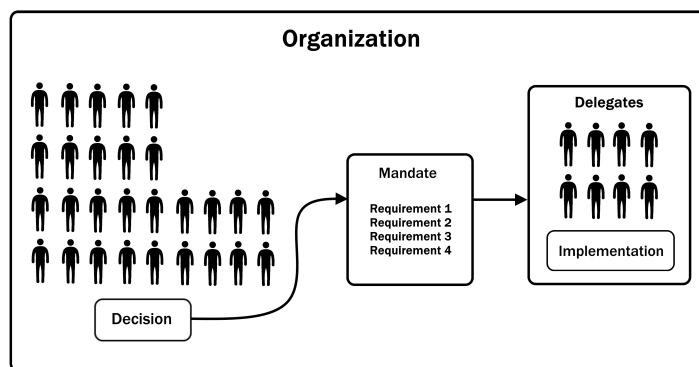 Organization
Delegates
Mandate
Requirement 1
Requirement 2
Requirement 3
Requirement 4
Implementation
Decision